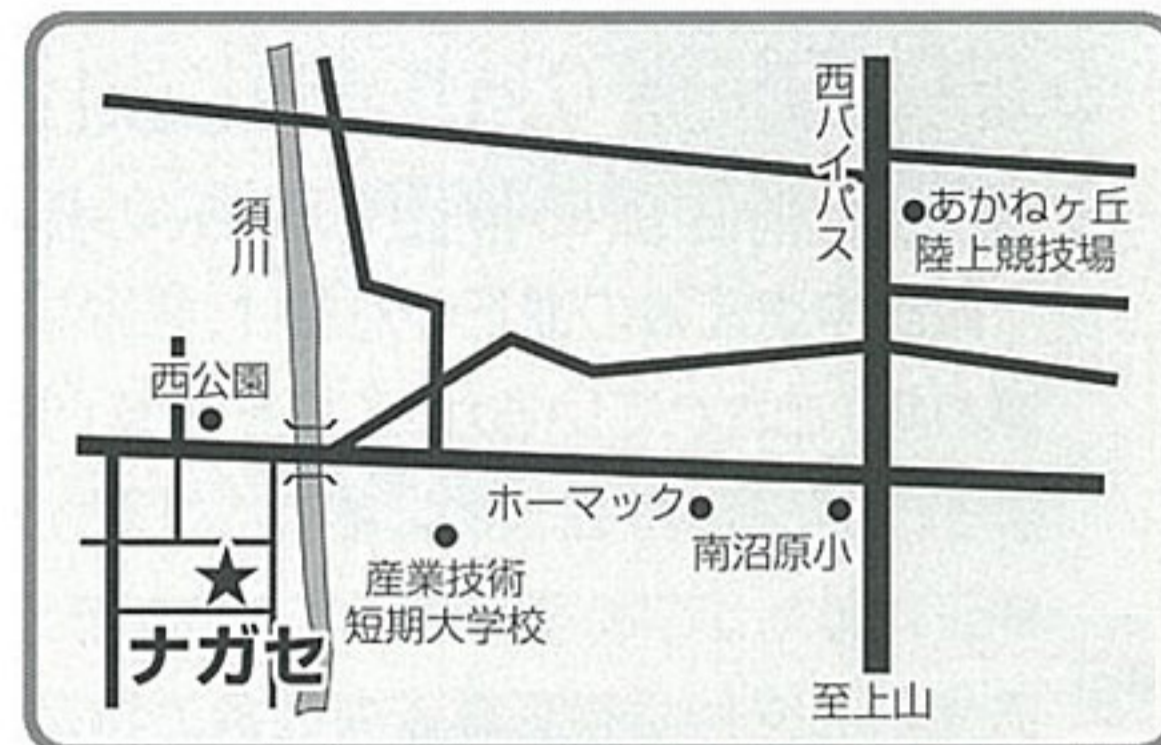 西バイパス
須川
あかねヶ丘
陸上競技場
西公園
ホーマック
南沼原小
産業技術
短期大学校
ナガセ
至上山